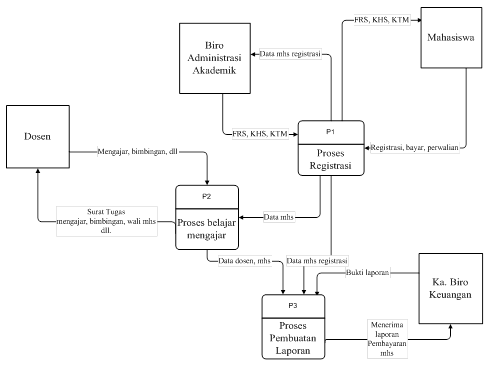 FRS, KHS, KTM
Mahasiswa
Biro
Administrasi
Akademik
Data mhs registrasi
FRS, KHS, KTM
P1
Proses
Registrasi
Registrasi, bayar, perwalian
Dosen
Mengajar, bimbingan, dll
P2
Proses belajar
mengajar
Surat Tugas
mengajar, bimbingan, wali mhs
dll.
Data mhs
Data dosen, mhs
Data mhs registrasi
Bukti laporan
Ka. Biro
Keuangan
P3
Proses
Pembuatan
Laporan
Menerima
laporan
Pembayaran
mhs